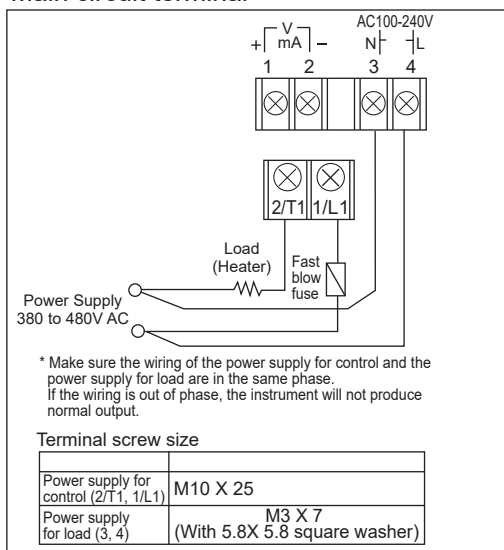 V
mA
+
−
AC100-240V
N
L
1 2 3 4
2/T1 1/L1
Load
(Heater)
Fast
blow
fuse
Power Supply
380 to 480V AC
* Make sure the wiring of the power supply for control and the
power supply for load are in the same phase.
If the wiring is out of phase, the instrument will not produce
normal output.
Terminal screw size
Power supply for
control (2/T1, 1/L1)
M10 X 25
Power supply
for load (3, 4)
M3 X 7
(With 5.8X 5.8 square washer)